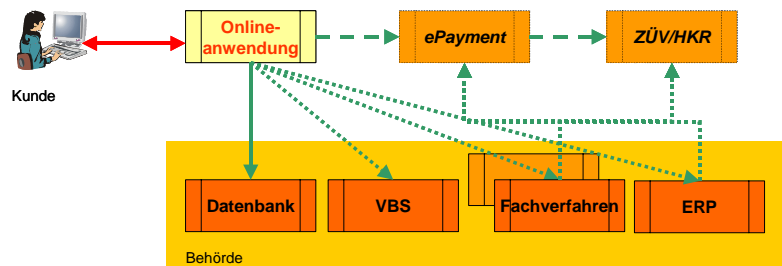 Online-
anwendung
ePayment
ZÜV/HKR
Kunde
Datenbank
VBS
Fachverfahren
ERP
Behörde